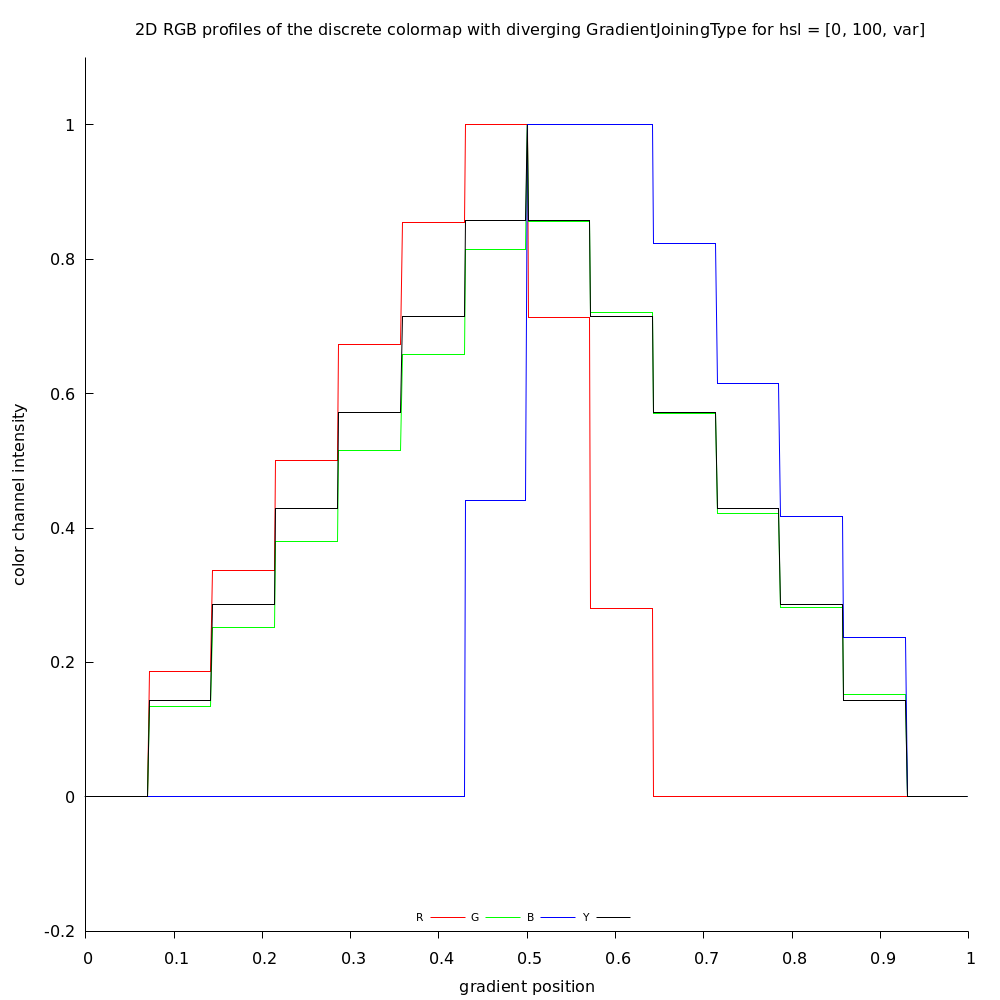 2D RGB profiles of the discrete colormap with diverging GradientJoiningType for hsl = [0, 100, var]
1
0.8
0.6
0.4
0.2
0
-0.2
color channel intensity
R G B Y
0 0.1 0.2 0.3 0.4 0.5 0.6 0.7 0.8 0.9 1
gradient position